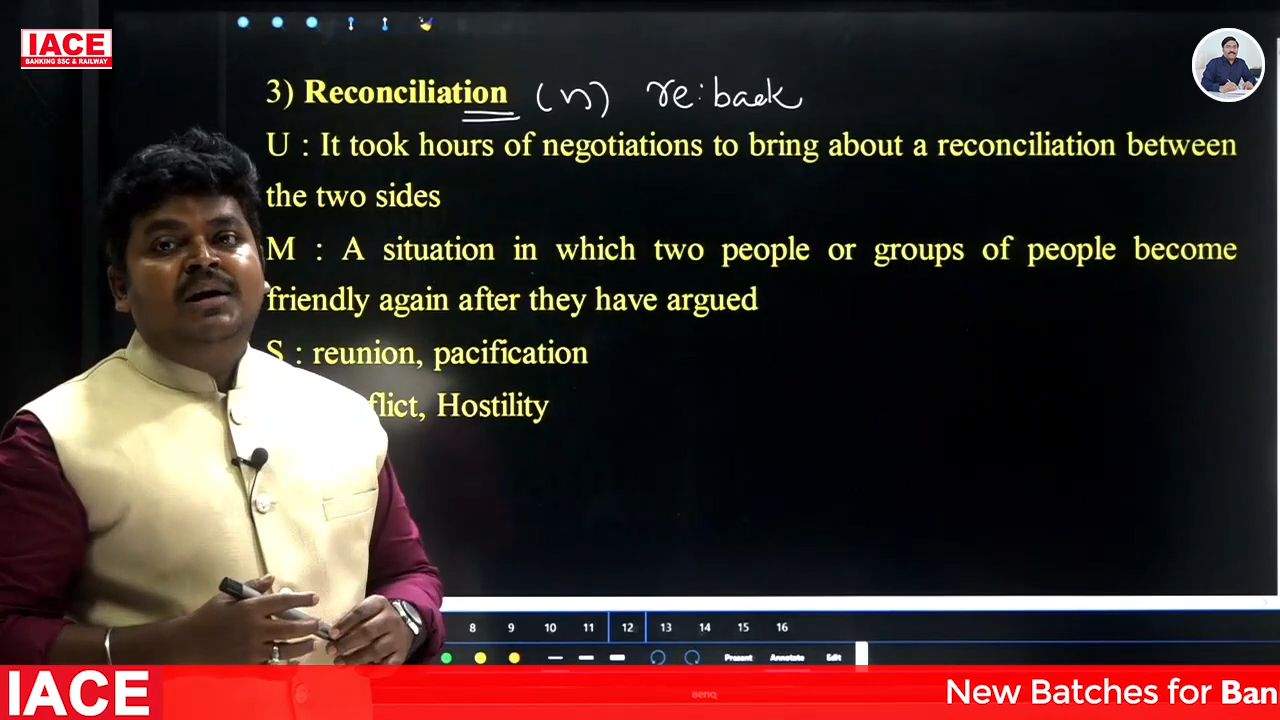 IACE
BANKING SSC & RAILWAY
3) Reconciliation (n) re: back
U : It took hours of negotiations to bring about a reconciliation between
the two sides
M : A situation in which two people or groups of people become
friendly again after they have argued
S : reunion, pacification
flict, Hostility
8 9 10 11 12 13 14 15 16
Present Annotate Edit
BenQ
IACE
New Batches for Ban